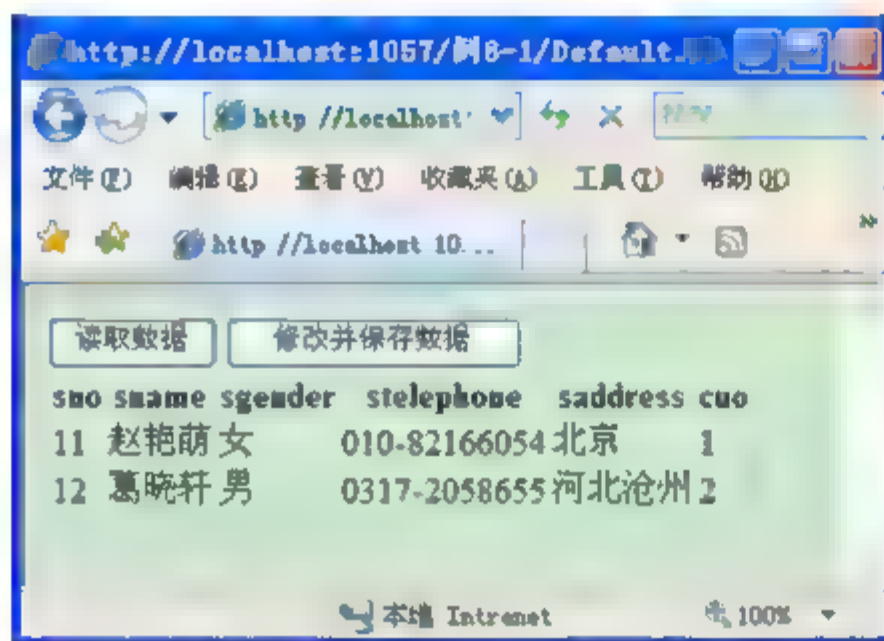 http://localhost:1057/例8-1/Default.
http://localhost
文件(F) 编辑(E) 查看(V) 收藏夹(A) 工具(T) 帮助(H)
http://localhost 10...
读取数据 修改并保存数据
sno sname sgender stelephone saddress cno
11 赵艳萌 女 010-82166054 北京 1
12 葛晓轩 男 0317-2058655 河北沧州 2
本地 Intranet 100%